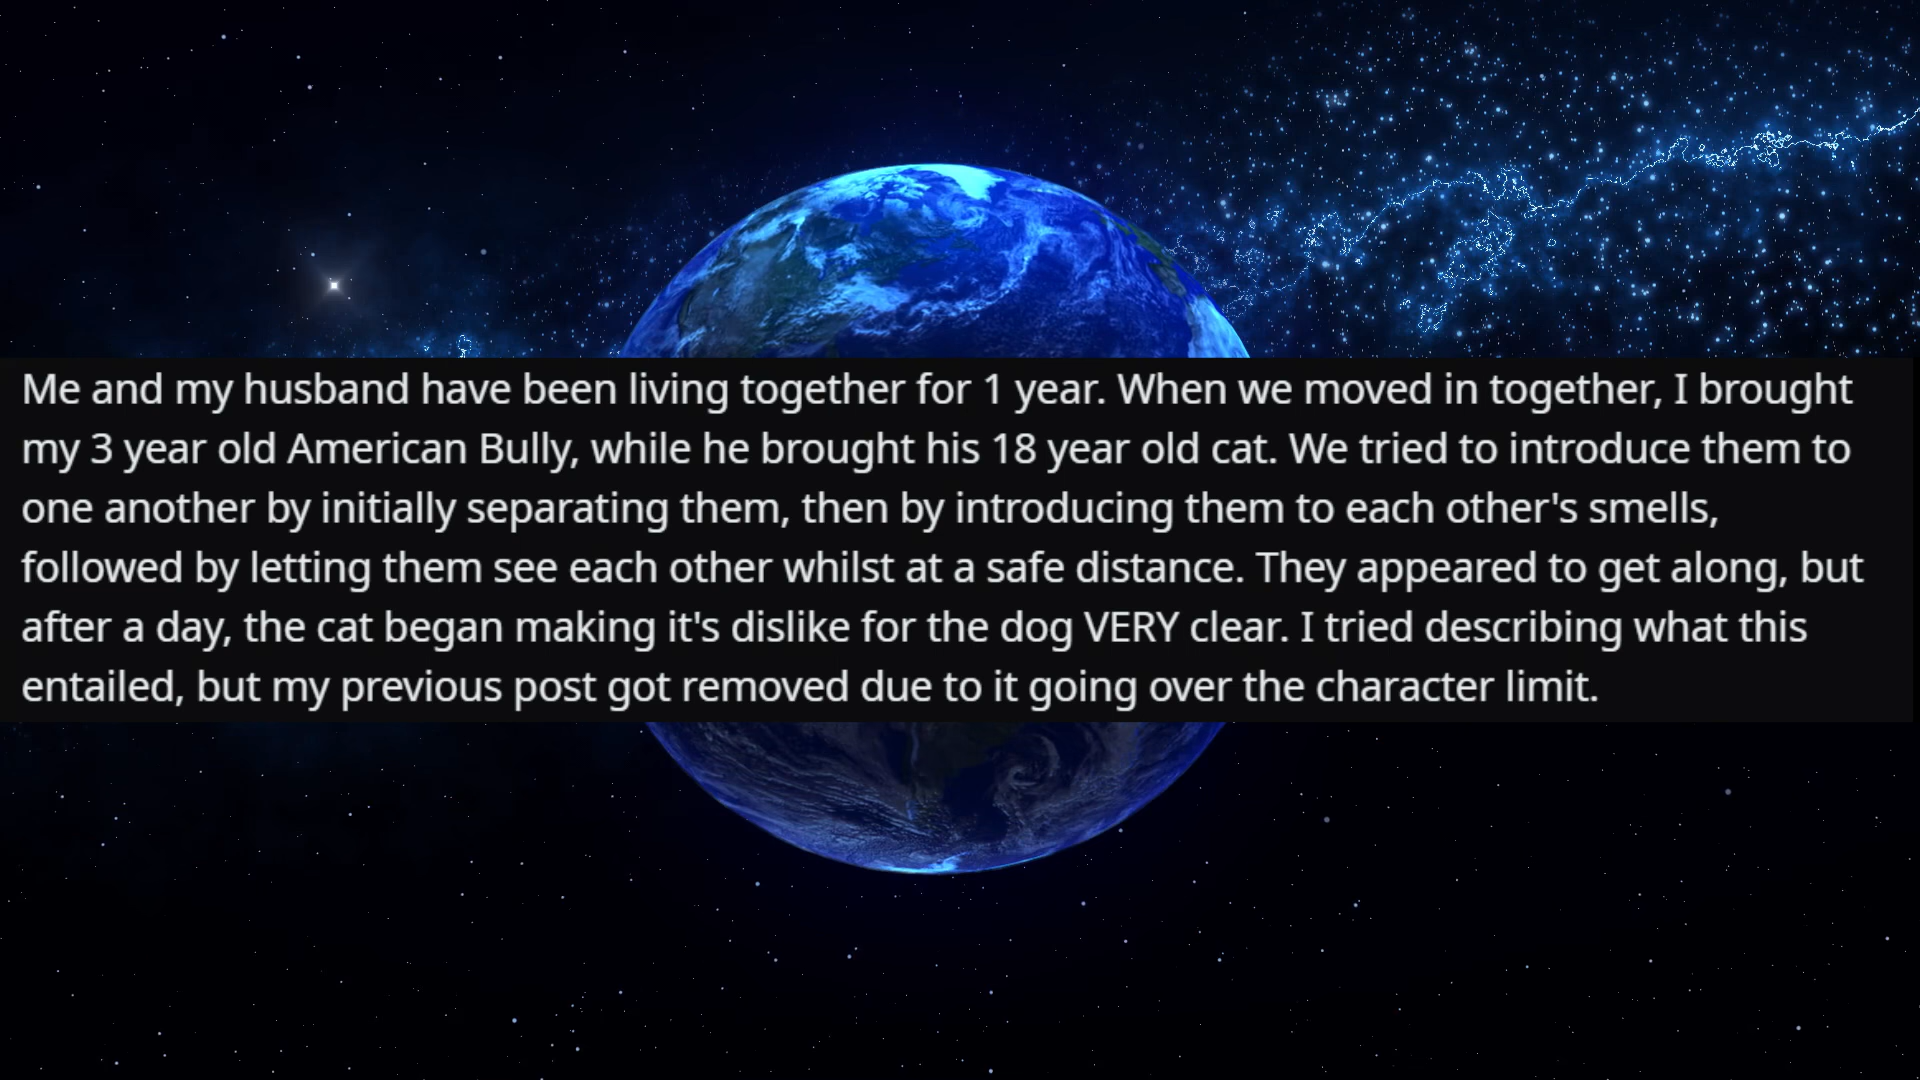 Me and my husband have been living together for 1 year. When we moved in together, I brought
my 3 year old American Bully, while he brought his 18 year old cat. We tried to introduce them to
one another by initially separating them, then by introducing them to each other's smells,
followed by letting them see each other whilst at a safe distance. They appeared to get along, but
after a day, the cat began making it's dislike for the dog VERY clear. I tried describing what this
entailed, but my previous post got removed due to it going over the character limit.